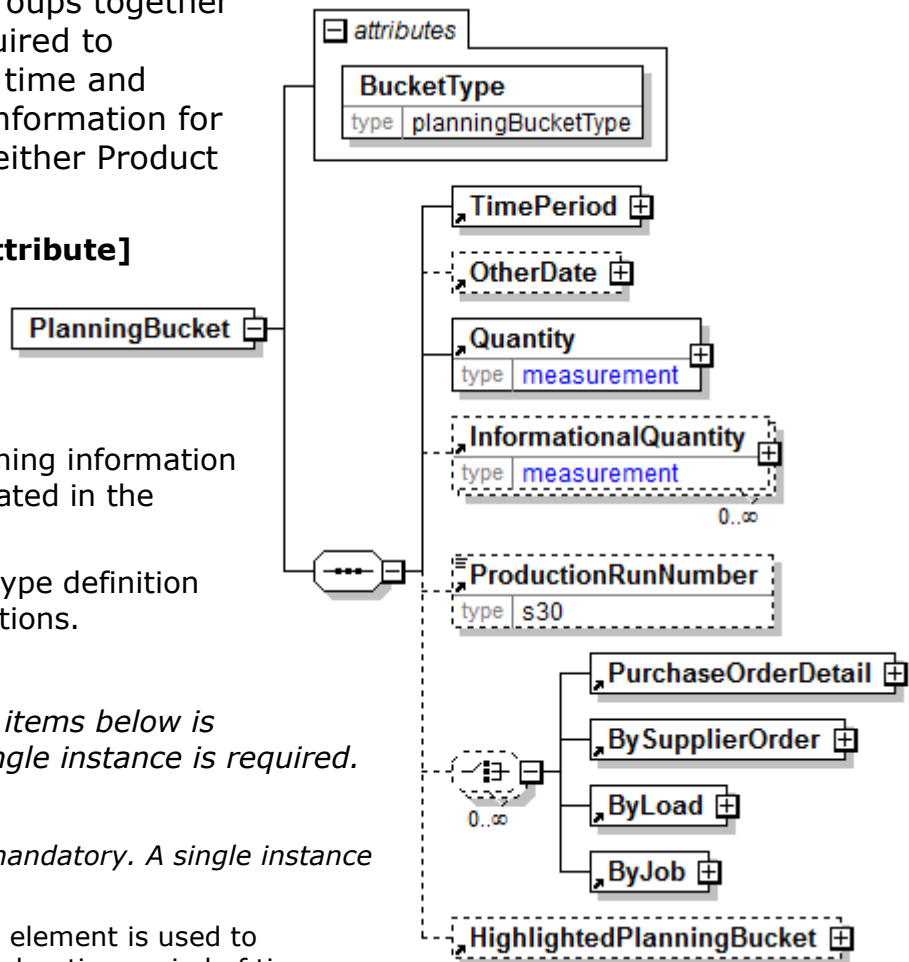 oups together
uired to
time and
nformation for
either Product
ttribute]
ning information
ated in the
ype definition
tions.
items below is
ngle instance is required.
mandatory. A single instance
element is used to
attributes
BucketType
type planningBucketType
PlanningBucket
TimePeriod
OtherDate
Quantity
type measurement
InformationalQuantity
type measurement
0..∞
ProductionRunNumber
type s30
0..∞
PurchaseOrderDetail
BySupplierOrder
ByLoad
ByJob
HighlightedPlanningBucket